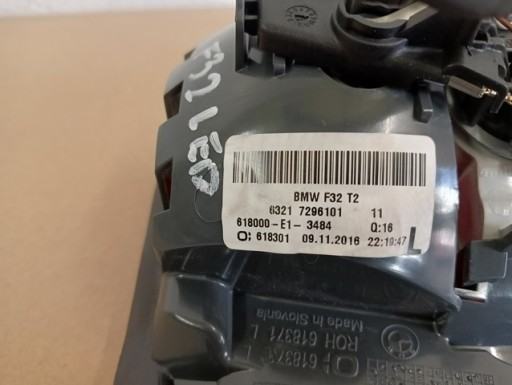 F32 LED
BMW F32 T2
6321 7296101 11
618000-E1- 3484 Q:16
O; 618301 09.11.2016 22:19:47
L
Made in Slovenia
ROH 618371 L